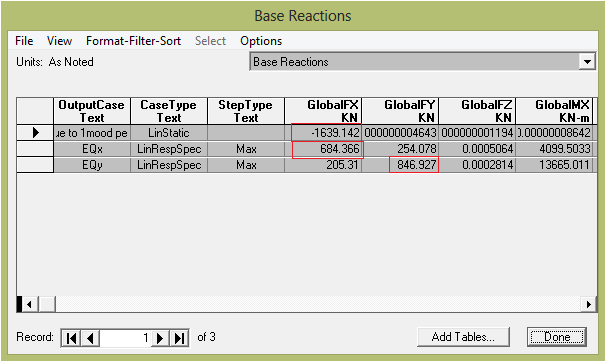 Base Reactions
File View Format-Filter-Sort Select Options
Units: As Noted
Base Reactions
OutputCase CaseType StepType GlobalFX GlobalFY GlobalFZ GlobalMX
Text Text Text KN KN KN KN-m
ue to 1mood pe LinStatic -1639.142 000000004643 000000001194 0.00000008642
EQx LinRespSpec Max 684.366 254.078 0.0005064 4099.5033
EQy LinRespSpec Max 205.31 846.927 0.0002814 13665.011
Record: 1 of 3 Add Tables... Done